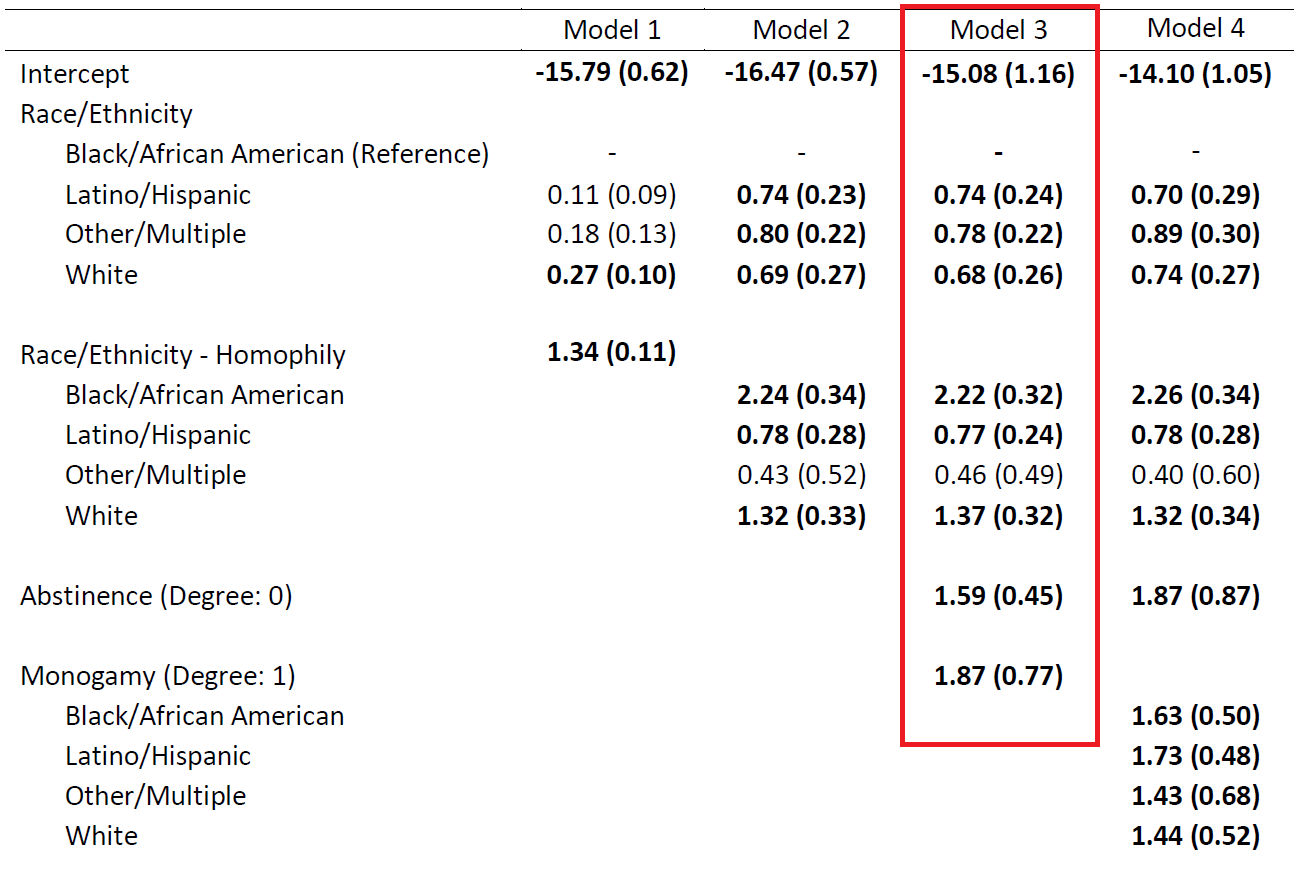 Model 1 Model 2 Model 3 Model 4
Intercept -15.79 (0.62) -16.47 (0.57) -15.08 (1.16) -14.10 (1.05)
Race/Ethnicity
Black/African American (Reference) - - - -
Latino/Hispanic 0.11 (0.09) 0.74 (0.23) 0.74 (0.24) 0.70 (0.29)
Other/Multiple 0.18 (0.13) 0.80 (0.22) 0.78 (0.22) 0.89 (0.30)
White 0.27 (0.10) 0.69 (0.27) 0.68 (0.26) 0.74 (0.27)
Race/Ethnicity - Homophily 1.34 (0.11)
Black/African American 2.24 (0.34) 2.22 (0.32) 2.26 (0.34)
Latino/Hispanic 0.78 (0.28) 0.77 (0.24) 0.78 (0.28)
Other/Multiple 0.43 (0.52) 0.46 (0.49) 0.40 (0.60)
White 1.32 (0.33) 1.37 (0.32) 1.32 (0.34)
Abstinence (Degree: 0) 1.59 (0.45) 1.87 (0.87)
Monogamy (Degree: 1) 1.87 (0.77)
Black/African American 1.63 (0.50)
Latino/Hispanic 1.73 (0.48)
Other/Multiple 1.43 (0.68)
White 1.44 (0.52)